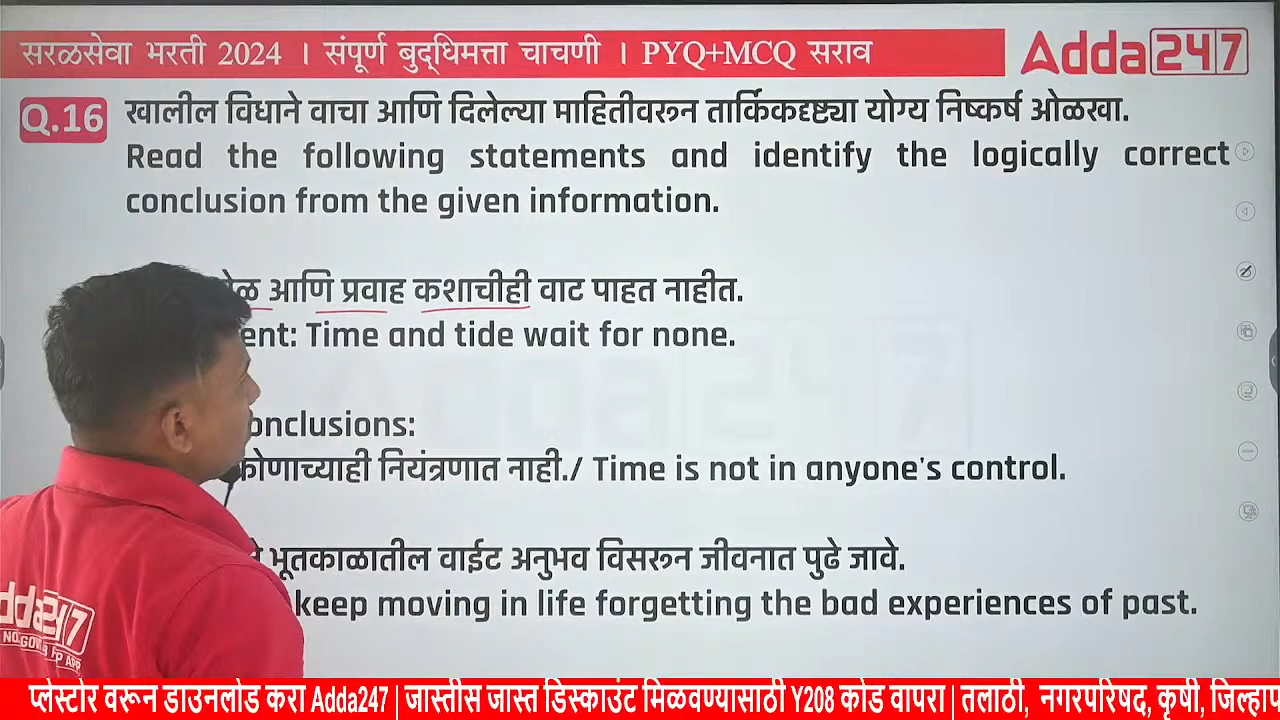 सरळसेवा भरती 2024 । संपूर्ण बुद्धिमत्ता चाचणी । PYQ+MCQ सराव
Adda247
Q.16 खालील विधाने वाचा आणि दिलेल्या माहितीवरून तार्किकदृष्ट्या योग्य निष्कर्ष ओळखा.
Read the following statements and identify the logically correct
conclusion from the given information.
आणि प्रवाह कशाचीही वाट पाहत नाहीत.
Time and tide wait for none.
onclusions:
कोणाच्याही नियंत्रणात नाही./ Time is not in anyone's control.
भूतकाळातील वाईट अनुभव विसरून जीवनात पुढे जावे.
keep moving in life forgetting the bad experiences of past.
प्लेस्टोर वरून डाउनलोड करा Adda247 | जास्तीस जास्त डिस्काउंट मिळवण्यासाठी Y208 कोड वापरा | तलाठी, नगरपरिषद, कृषी, जिल्हाप